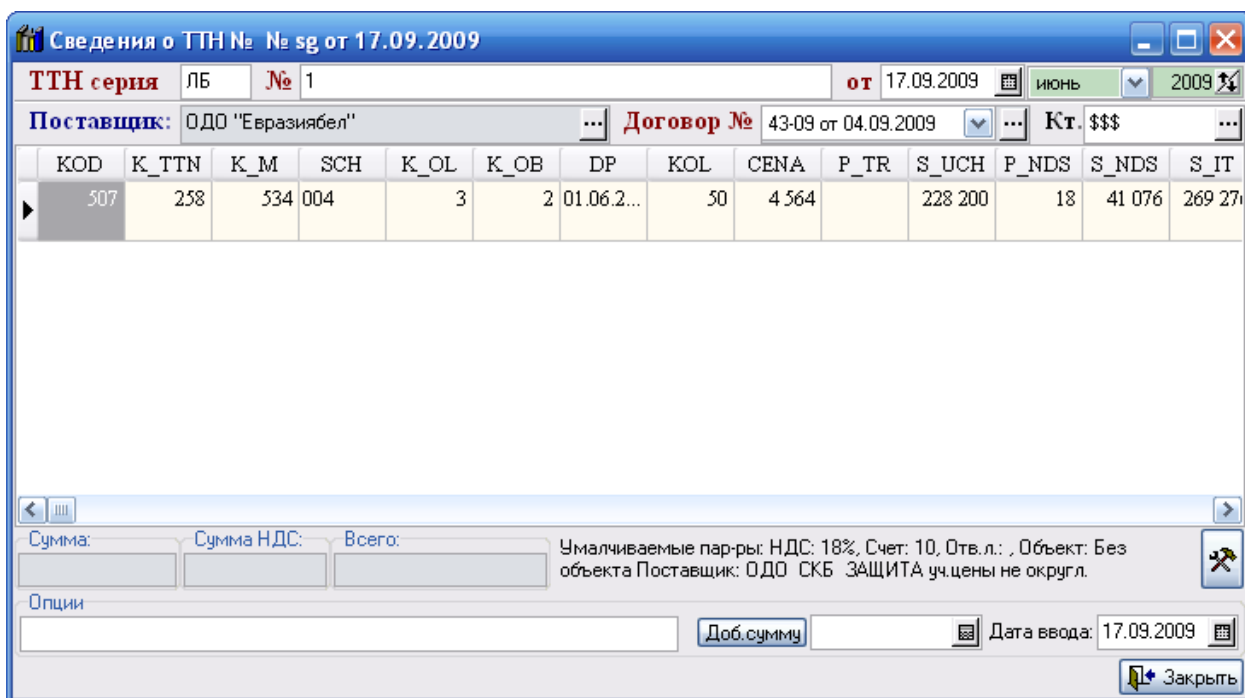 Сведения о ТТН № № sg от 17.09.2009
ТТН серия ЛБ № 1 от 17.09.2009 июнь 2009
Поставщик: ОДО "Евразиябел" ... Договор № 43-09 от 04.09.2009 ... Кт. $$$ ...
KOD K_TTN K_M SCH K_OL K_OB DP KOL CENA P_TR S_UCH P_NDS S_NDS S_IT
507 258 534 004 3 2 01.06.2... 50 4 564 228 200 18 41 076 269 27
Сумма: Сумма НДС: Всего:
Умалчиваемые пар-ры: НДС: 18%, Счет: 10, Отв.л.: , Объект: Без
объекта Поставщик: ОДО СКБ ЗАЩИТА уч.цены не округл.
Опции
Доб.сумму Дата ввода: 17.09.2009
Закрыть